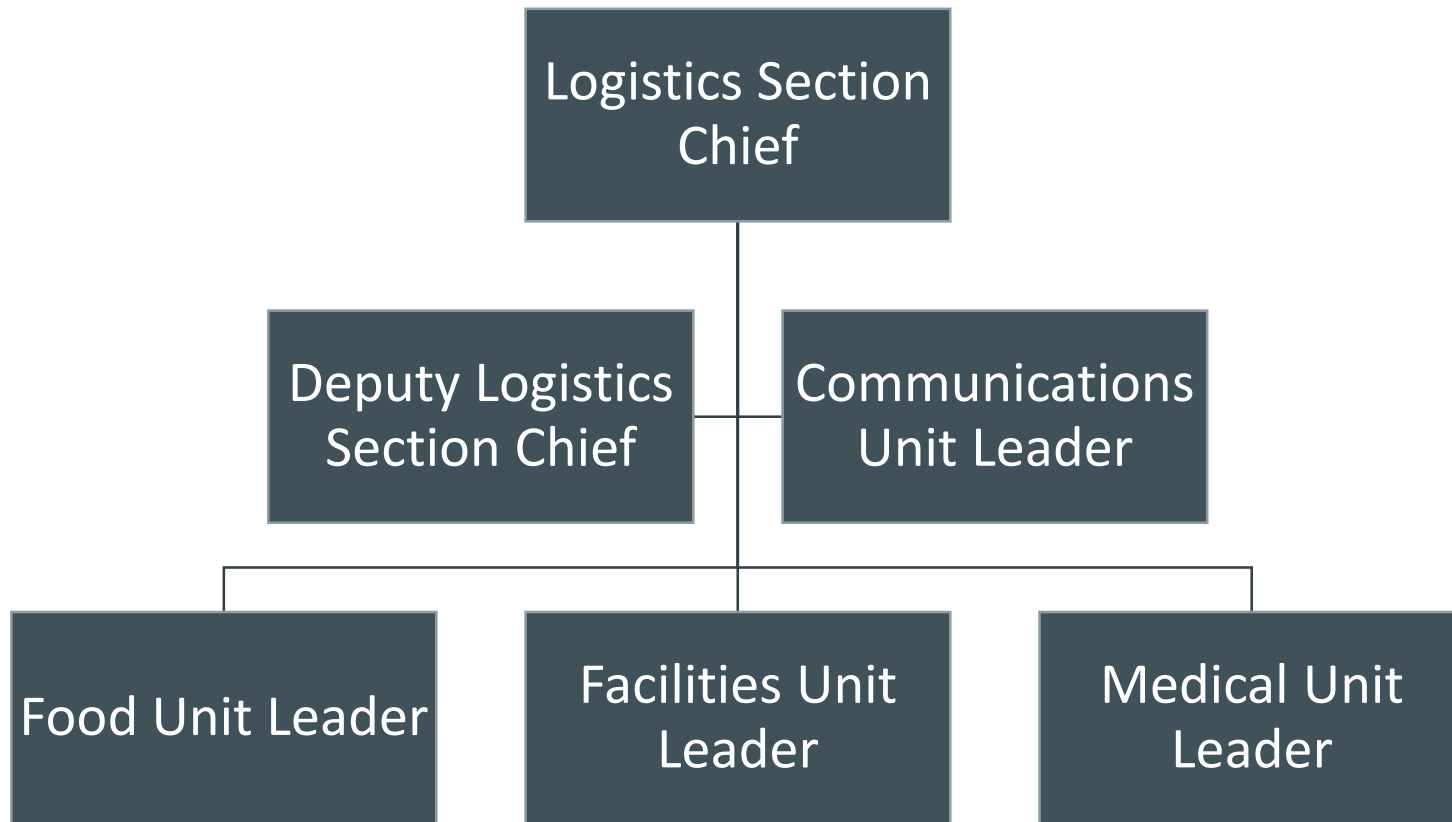 Logistics Section
Chief
Deputy Logistics
Section Chief
Communications
Unit Leader
Food Unit Leader
Facilities Unit
Leader
Medical Unit
Leader